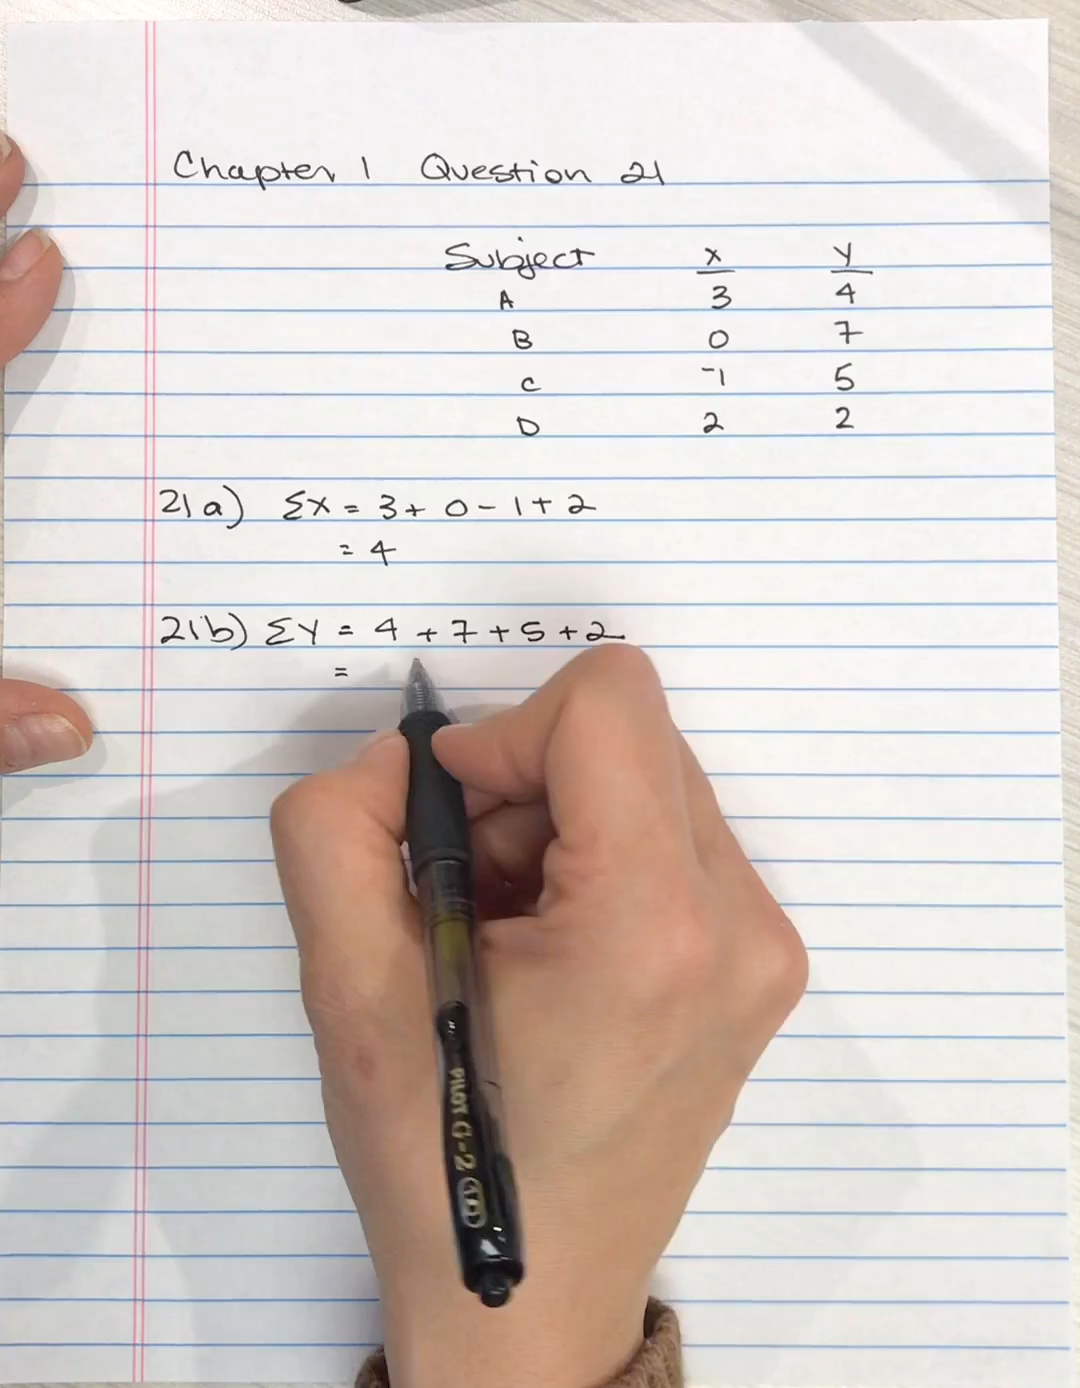 Chapter 1 Question 21
Subject X Y
A 3 4
B 0 7
C -1 5
D 2 2
21a) ΣX = 3 + 0 - 1 + 2
= 4
21b) ΣY = 4 + 7 + 5 + 2
=
PILOT G-2